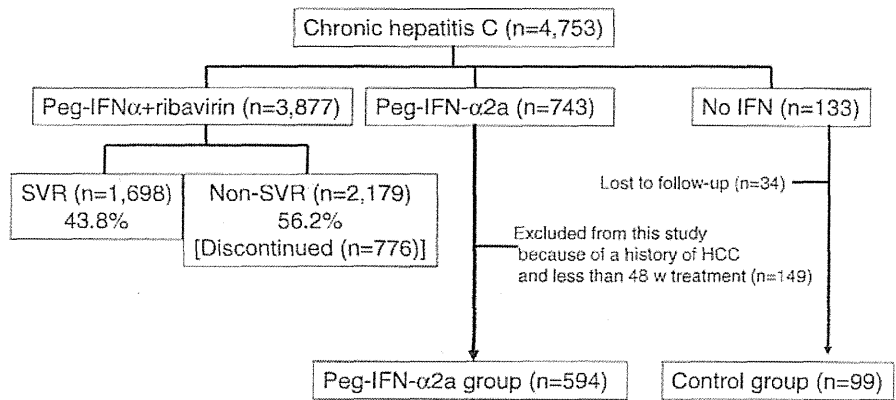 Chronic hepatitis C (n=4,753)
Peg-IFNα+ribavirin (n=3,877)
Peg-IFN-α2a (n=743)
No IFN (n=133)
SVR (n=1,698)
43.8%
Non-SVR (n=2,179)
56.2%
[Discontinued (n=776)]
Lost to follow-up (n=34)
Excluded from this study
because of a history of HCC
and less than 48 w treatment (n=149)
Peg-IFN-α2a group (n=594)
Control group (n=99)